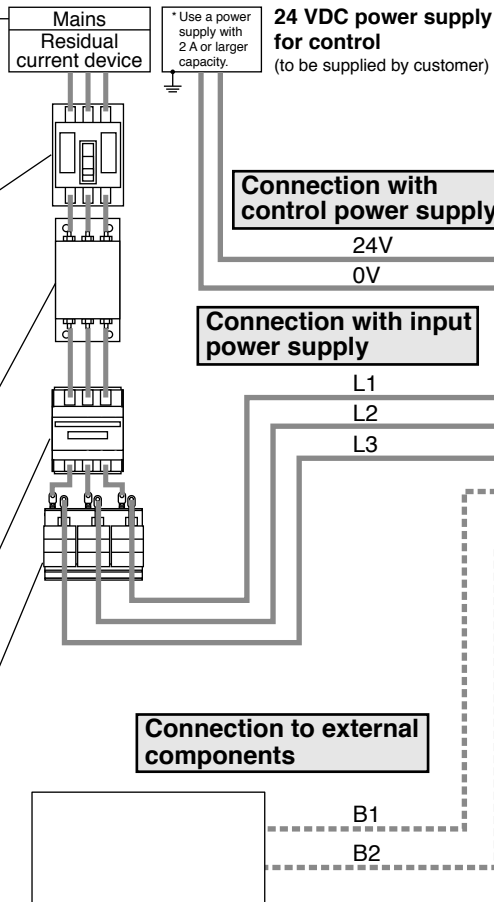 Mains
Residual
current device
* Use a power
supply with
2 A or larger
capacity.
24 VDC power supply
for control
(to be supplied by customer)
Connection with
control power supply
24V
0V
Connection with input
power supply
L1
L2
L3
Connection to external
components
B1
B2